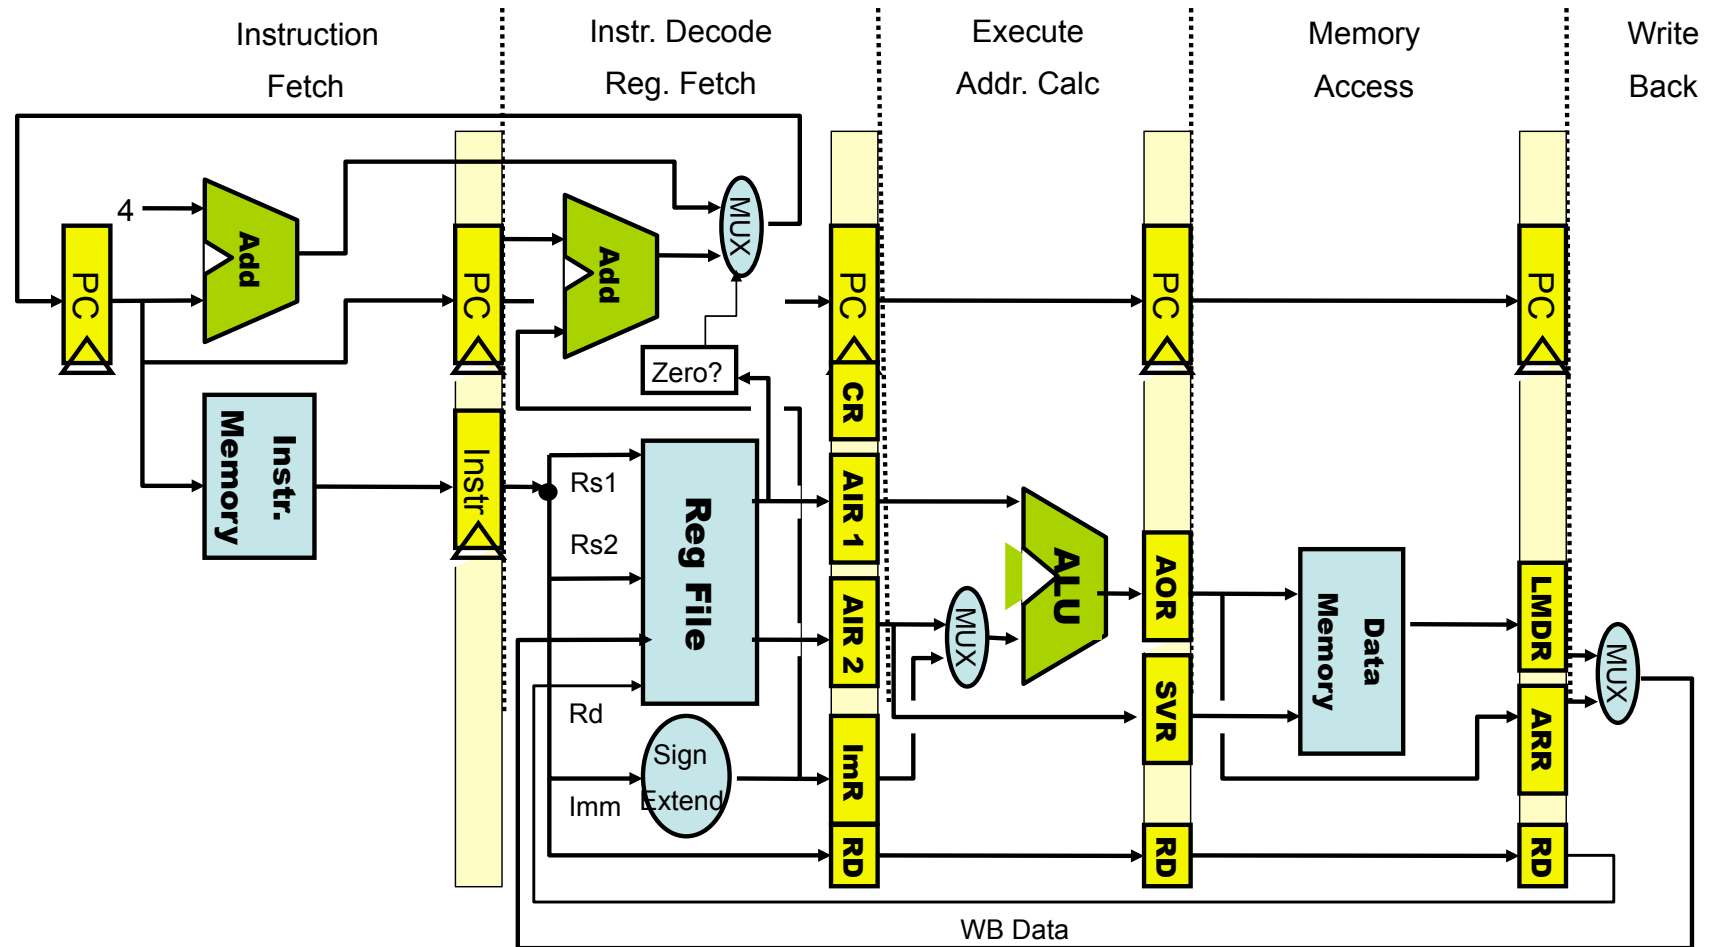 Instruction
Fetch
Instr. Decode
Reg. Fetch
Execute
Addr. Calc
Memory
Access
Write
Back
4
Add
PC
PC
Add
MUX
PC
PC
PC
Zero?
CR
Instr.
Memory
Instr
Rs1
Rs2
Rd
Imm
Reg File
Sign
Extend
AIR 1
AIR 2
ImR
RD
MUX
ALU
AOR
SVR
RD
Data
Memory
LMDR
ARR
RD
MUX
WB Data